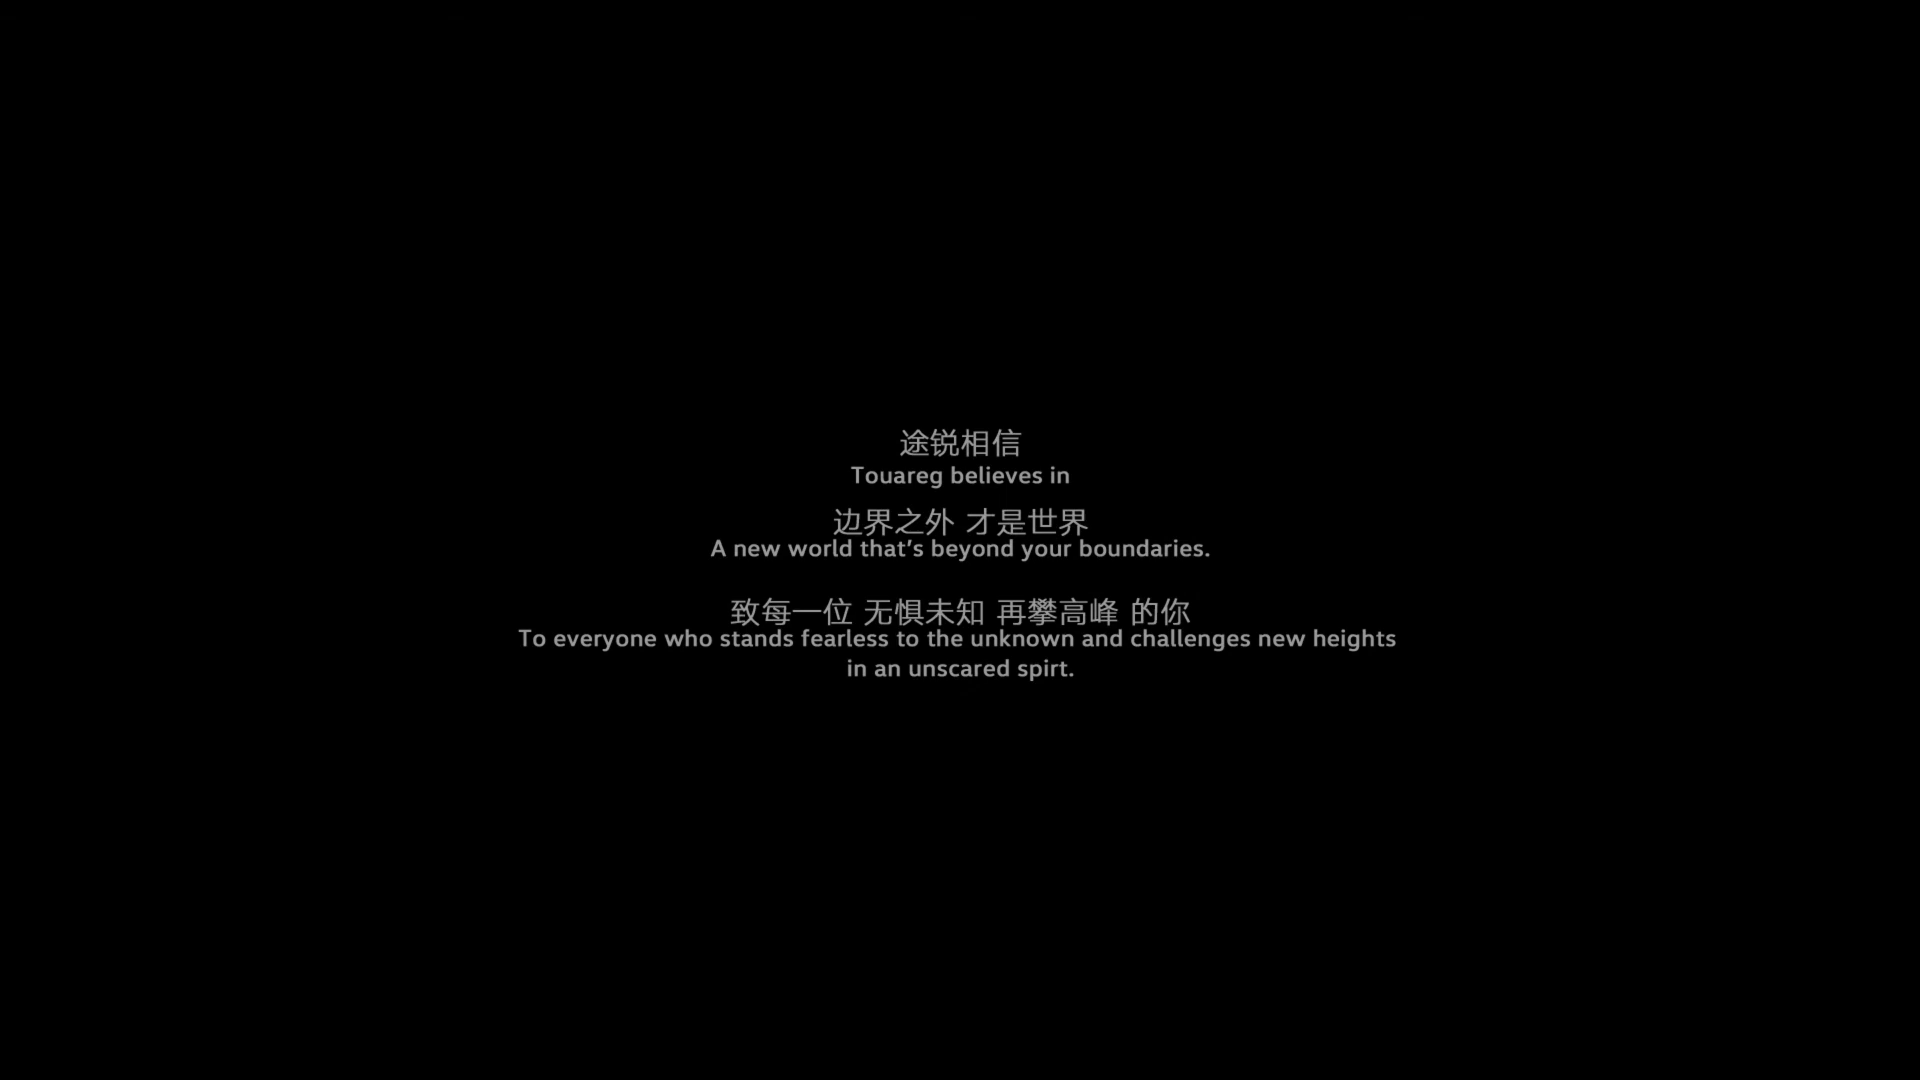 途锐相信
Touareg believes in
边界之外 才是世界
A new world that's beyond your boundaries.
致每一位 无惧未知 再攀高峰 的你
To everyone who stands fearless to the unknown and challenges new heights
in an unscared spirt.